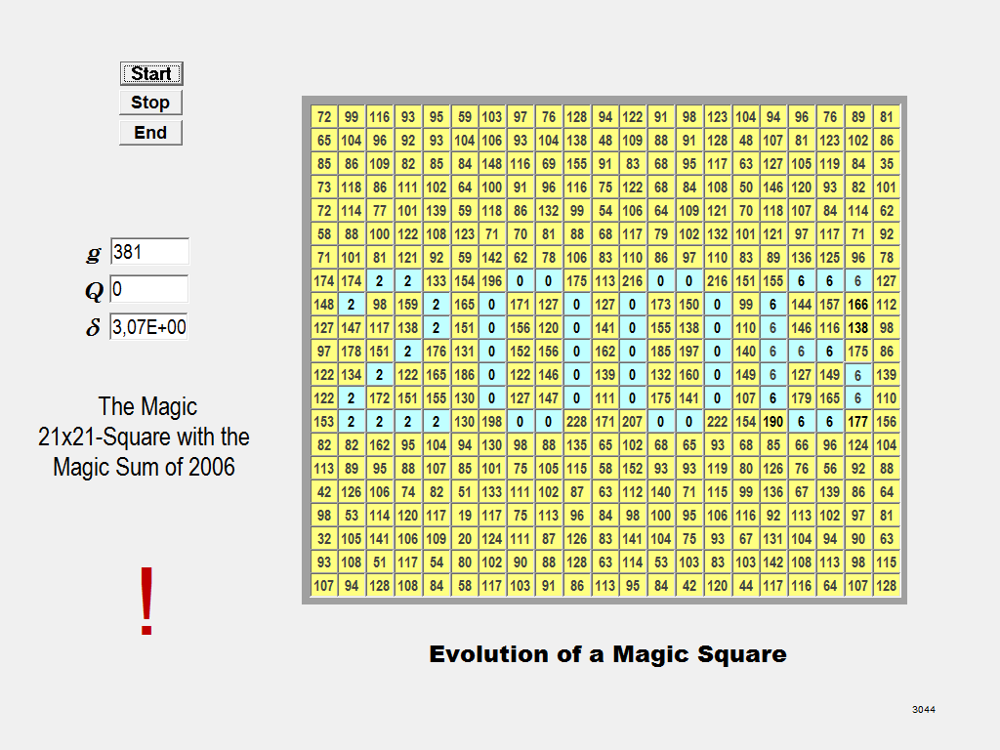 Start
Stop
End
g 381
Q 0
δ 3,07E+00
The Magic
21x21-Square with the
Magic Sum of 2006
!
72 99 116 93 95 59 103 97 76 128 94 122 91 98 123 104 94 96 76 89 81
65 104 96 92 93 104 106 93 104 138 48 109 88 91 128 48 107 81 123 102 86
85 86 109 82 85 84 148 116 69 155 91 83 68 95 117 63 127 105 119 84 35
73 118 86 111 102 64 100 91 96 116 75 122 68 84 108 50 146 120 93 82 101
72 114 77 101 139 59 118 86 132 99 54 106 64 109 121 70 118 107 84 114 62
58 88 100 122 108 123 71 70 81 88 68 117 79 102 132 101 121 97 117 71 92
71 101 81 121 92 59 142 62 78 106 83 110 86 97 110 83 89 136 125 96 78
174 174 2 2 133 154 196 0 0 175 113 216 0 0 216 151 155 6 6 6 127
148 2 98 159 2 165 0 171 127 0 127 0 173 150 0 99 6 144 157 166 112
127 147 117 138 2 151 0 156 120 0 141 0 155 138 0 110 6 146 116 138 98
97 178 151 2 176 131 0 152 156 0 162 0 185 197 0 140 6 6 6 175 86
122 134 2 122 165 186 0 122 146 0 139 0 132 160 0 149 6 127 149 6 139
122 2 172 151 155 130 0 127 147 0 111 0 175 141 0 107 6 179 165 6 110
153 2 2 2 2 130 198 0 0 228 171 207 0 0 222 154 190 6 6 177 156
82 82 162 95 104 94 130 98 88 135 65 102 68 65 93 68 85 66 96 124 104
113 89 95 88 107 85 101 75 105 115 58 152 93 93 119 80 126 76 56 92 88
42 126 106 74 82 51 133 111 102 87 63 112 140 71 115 99 136 67 139 86 64
98 53 114 120 117 19 117 75 113 96 84 98 100 95 106 116 92 113 102 97 81
32 105 141 106 109 20 124 111 87 126 83 141 104 75 93 67 131 104 94 90 63
93 108 51 117 54 80 102 90 88 128 63 114 53 103 83 103 142 108 113 98 115
107 94 128 108 84 58 117 103 91 86 113 95 84 42 120 44 117 116 64 107 128
Evolution of a Magic Square
3044